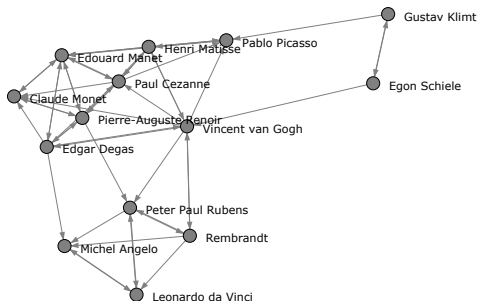 Gustav Klimt
Pablo Picasso
Henri Matisse
Edouard Manet
Paul Cezanne
Egon Schiele
Claude Monet
Pierre-Auguste Renoir
Vincent van Gogh
Edgar Degas
Peter Paul Rubens
Rembrandt
Michel Angelo
Leonardo da Vinci